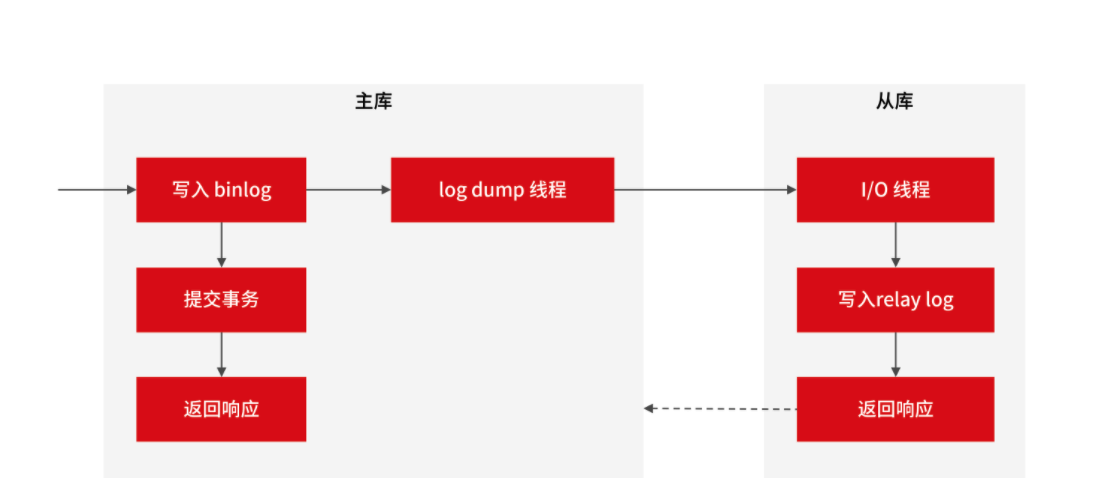 主库
从库
写入 binlog
log dump 线程
I/O 线程
提交事务
写入relay log
返回响应
返回响应